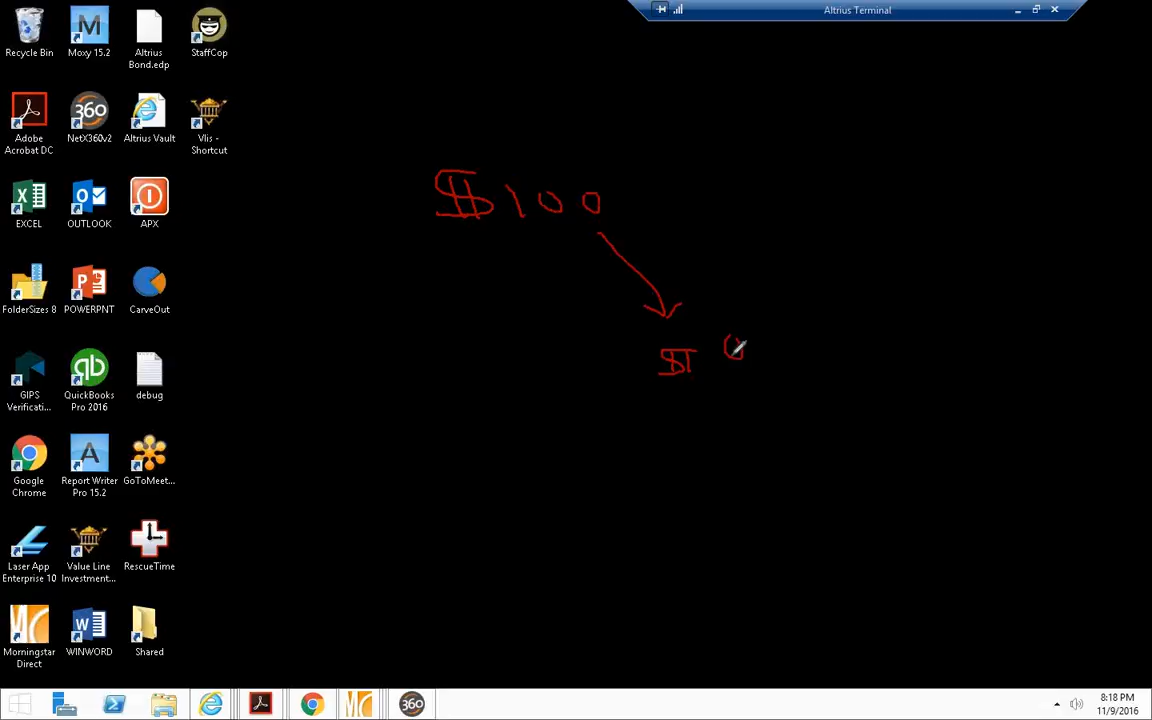 Altrius Terminal
Recycle Bin
Moxy 15.2
Altrius
Bond.edp
StaffCop
Adobe
Acrobat DC
360
NetX360v2
Altrius Vault
Vlis -
Shortcut
EXCEL
OUTLOOK
APX
FolderSizes 8
POWERPNT
CarveOut
GIPS
Verificati...
QuickBooks
Pro 2016
debug
Google
Chrome
Report Writer
Pro 15.2
GoToMeet...
Laser App
Enterprise 10
Value Line
Investment...
RescueTime
Morningstar
Direct
WINWORD
Shared
$100
$
360
8:18 PM
11/9/2016